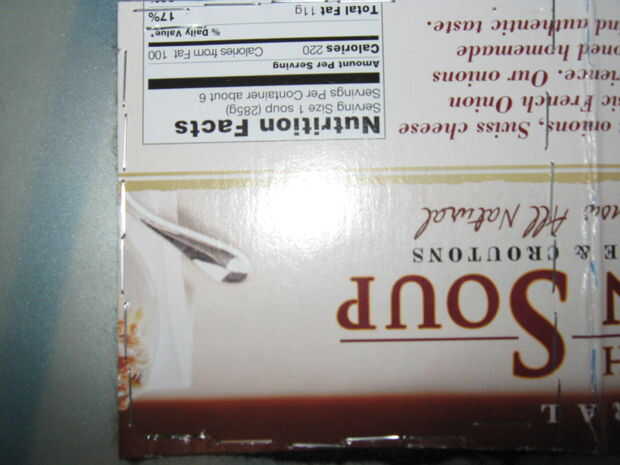 RAL
H
N SOUP
E & CROUTONS
now All Natural
onions, Swiss cheese
sic French Onion
rience. Our onions
oned homemade
nd authentic taste.
Nutrition Facts
Serving Size 1 soup (285g)
Servings Per Container about 6
Amount Per Serving
Calories 220 Calories from Fat 100
% Daily Value*
Total Fat 11g 17%